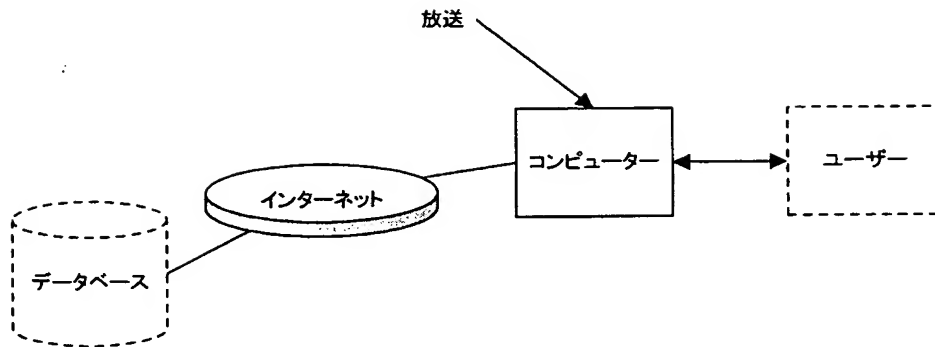 放送
コンピューター
ユーザー
インターネット
データベース